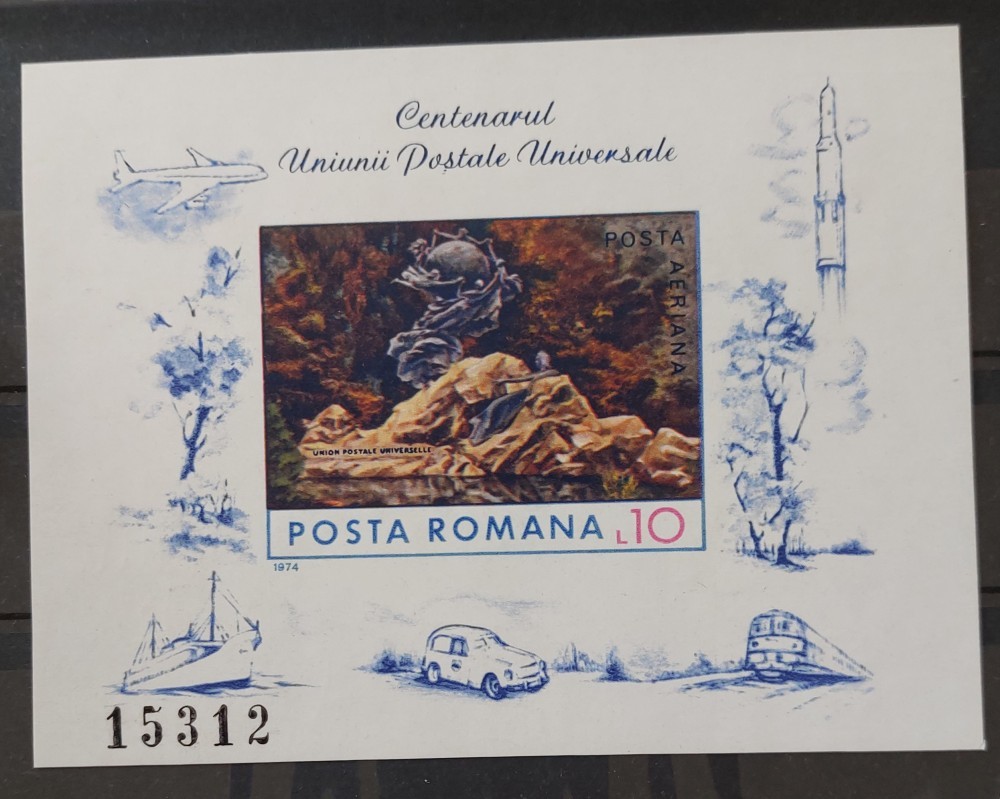 Centenarul
Uniunii Poștale Universale
POSTA
AERIANA
UNION POSTALE UNIVERSELLE
POSTA ROMANA L10
1974
15312